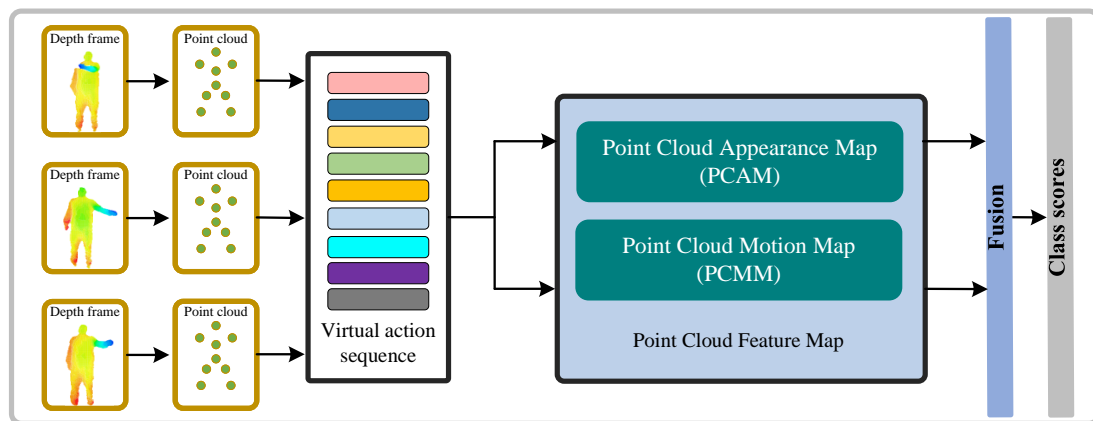 Depth frame
Point cloud
Depth frame
Point cloud
Depth frame
Point cloud
Virtual action
sequence
Point Cloud Appearance Map
(PCAM)
Point Cloud Motion Map
(PCMM)
Point Cloud Feature Map
Fusion
Class scores